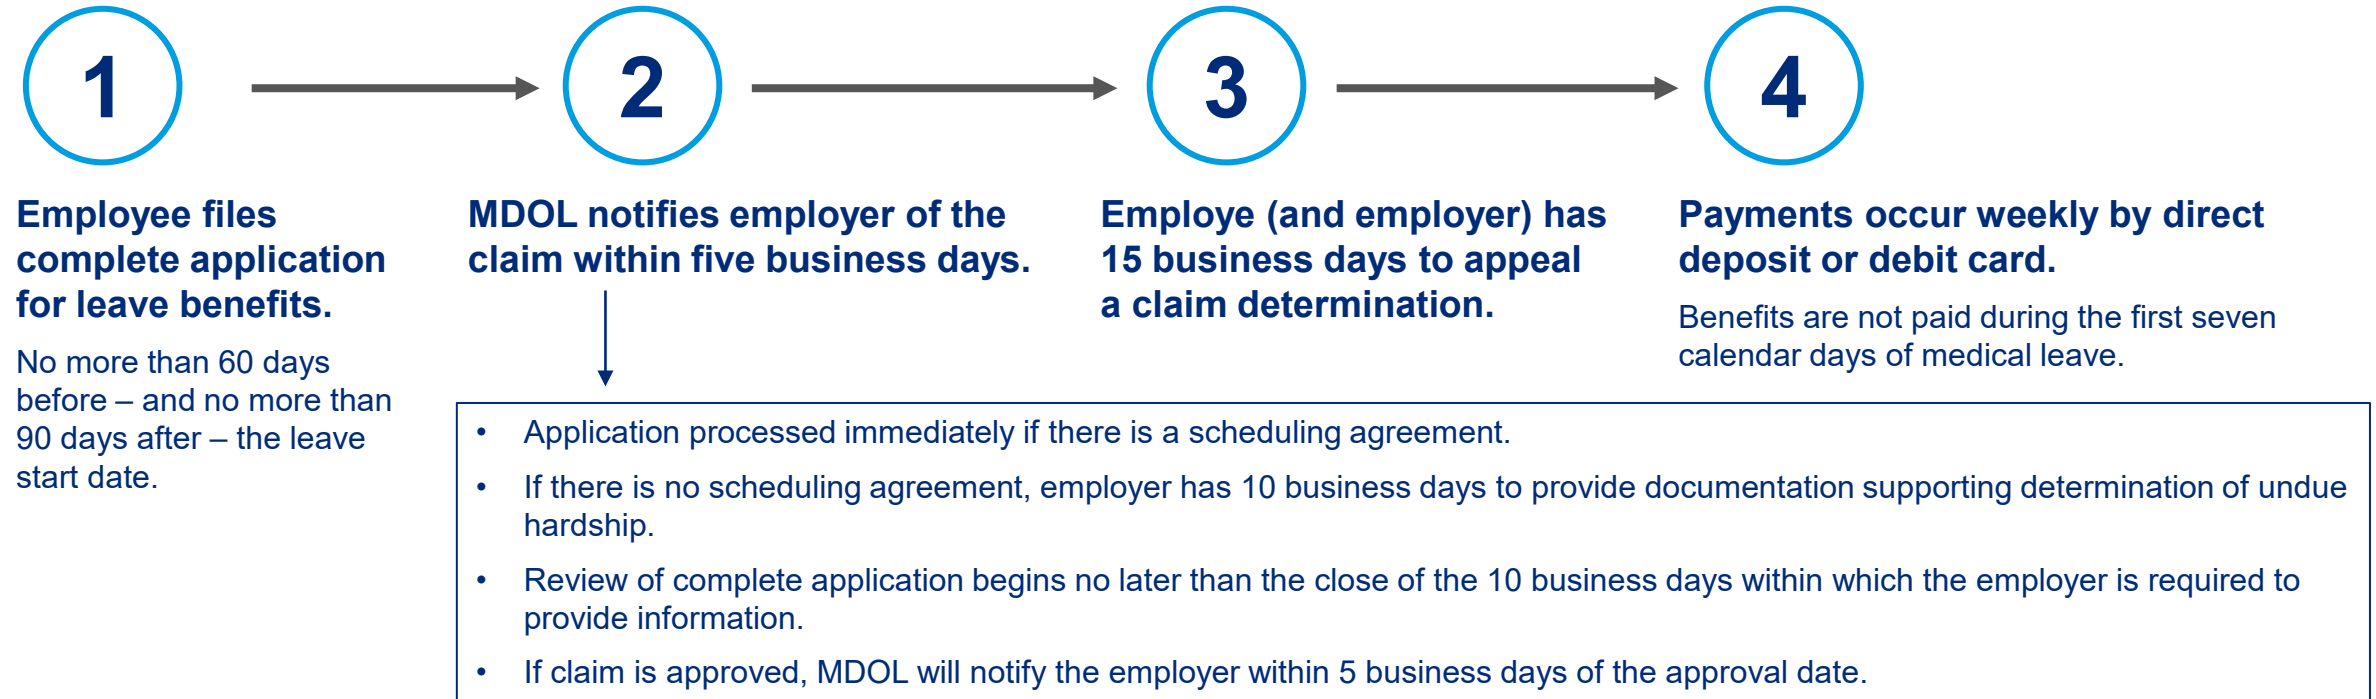 1
2
3
4
Employee files
complete application
for leave benefits.
No more than 60 days
before – and no more than
90 days after – the leave
start date.
MDOL notifies employer of the
claim within five business days.
Employe (and employer) has
15 business days to appeal
a claim determination.
Payments occur weekly by direct
deposit or debit card.
Benefits are not paid during the first seven
calendar days of medical leave.
• Application processed immediately if there is a scheduling agreement.
• If there is no scheduling agreement, employer has 10 business days to provide documentation supporting determination of undue
hardship.
• Review of complete application begins no later than the close of the 10 business days within which the employer is required to
provide information.
• If claim is approved, MDOL will notify the employer within 5 business days of the approval date.